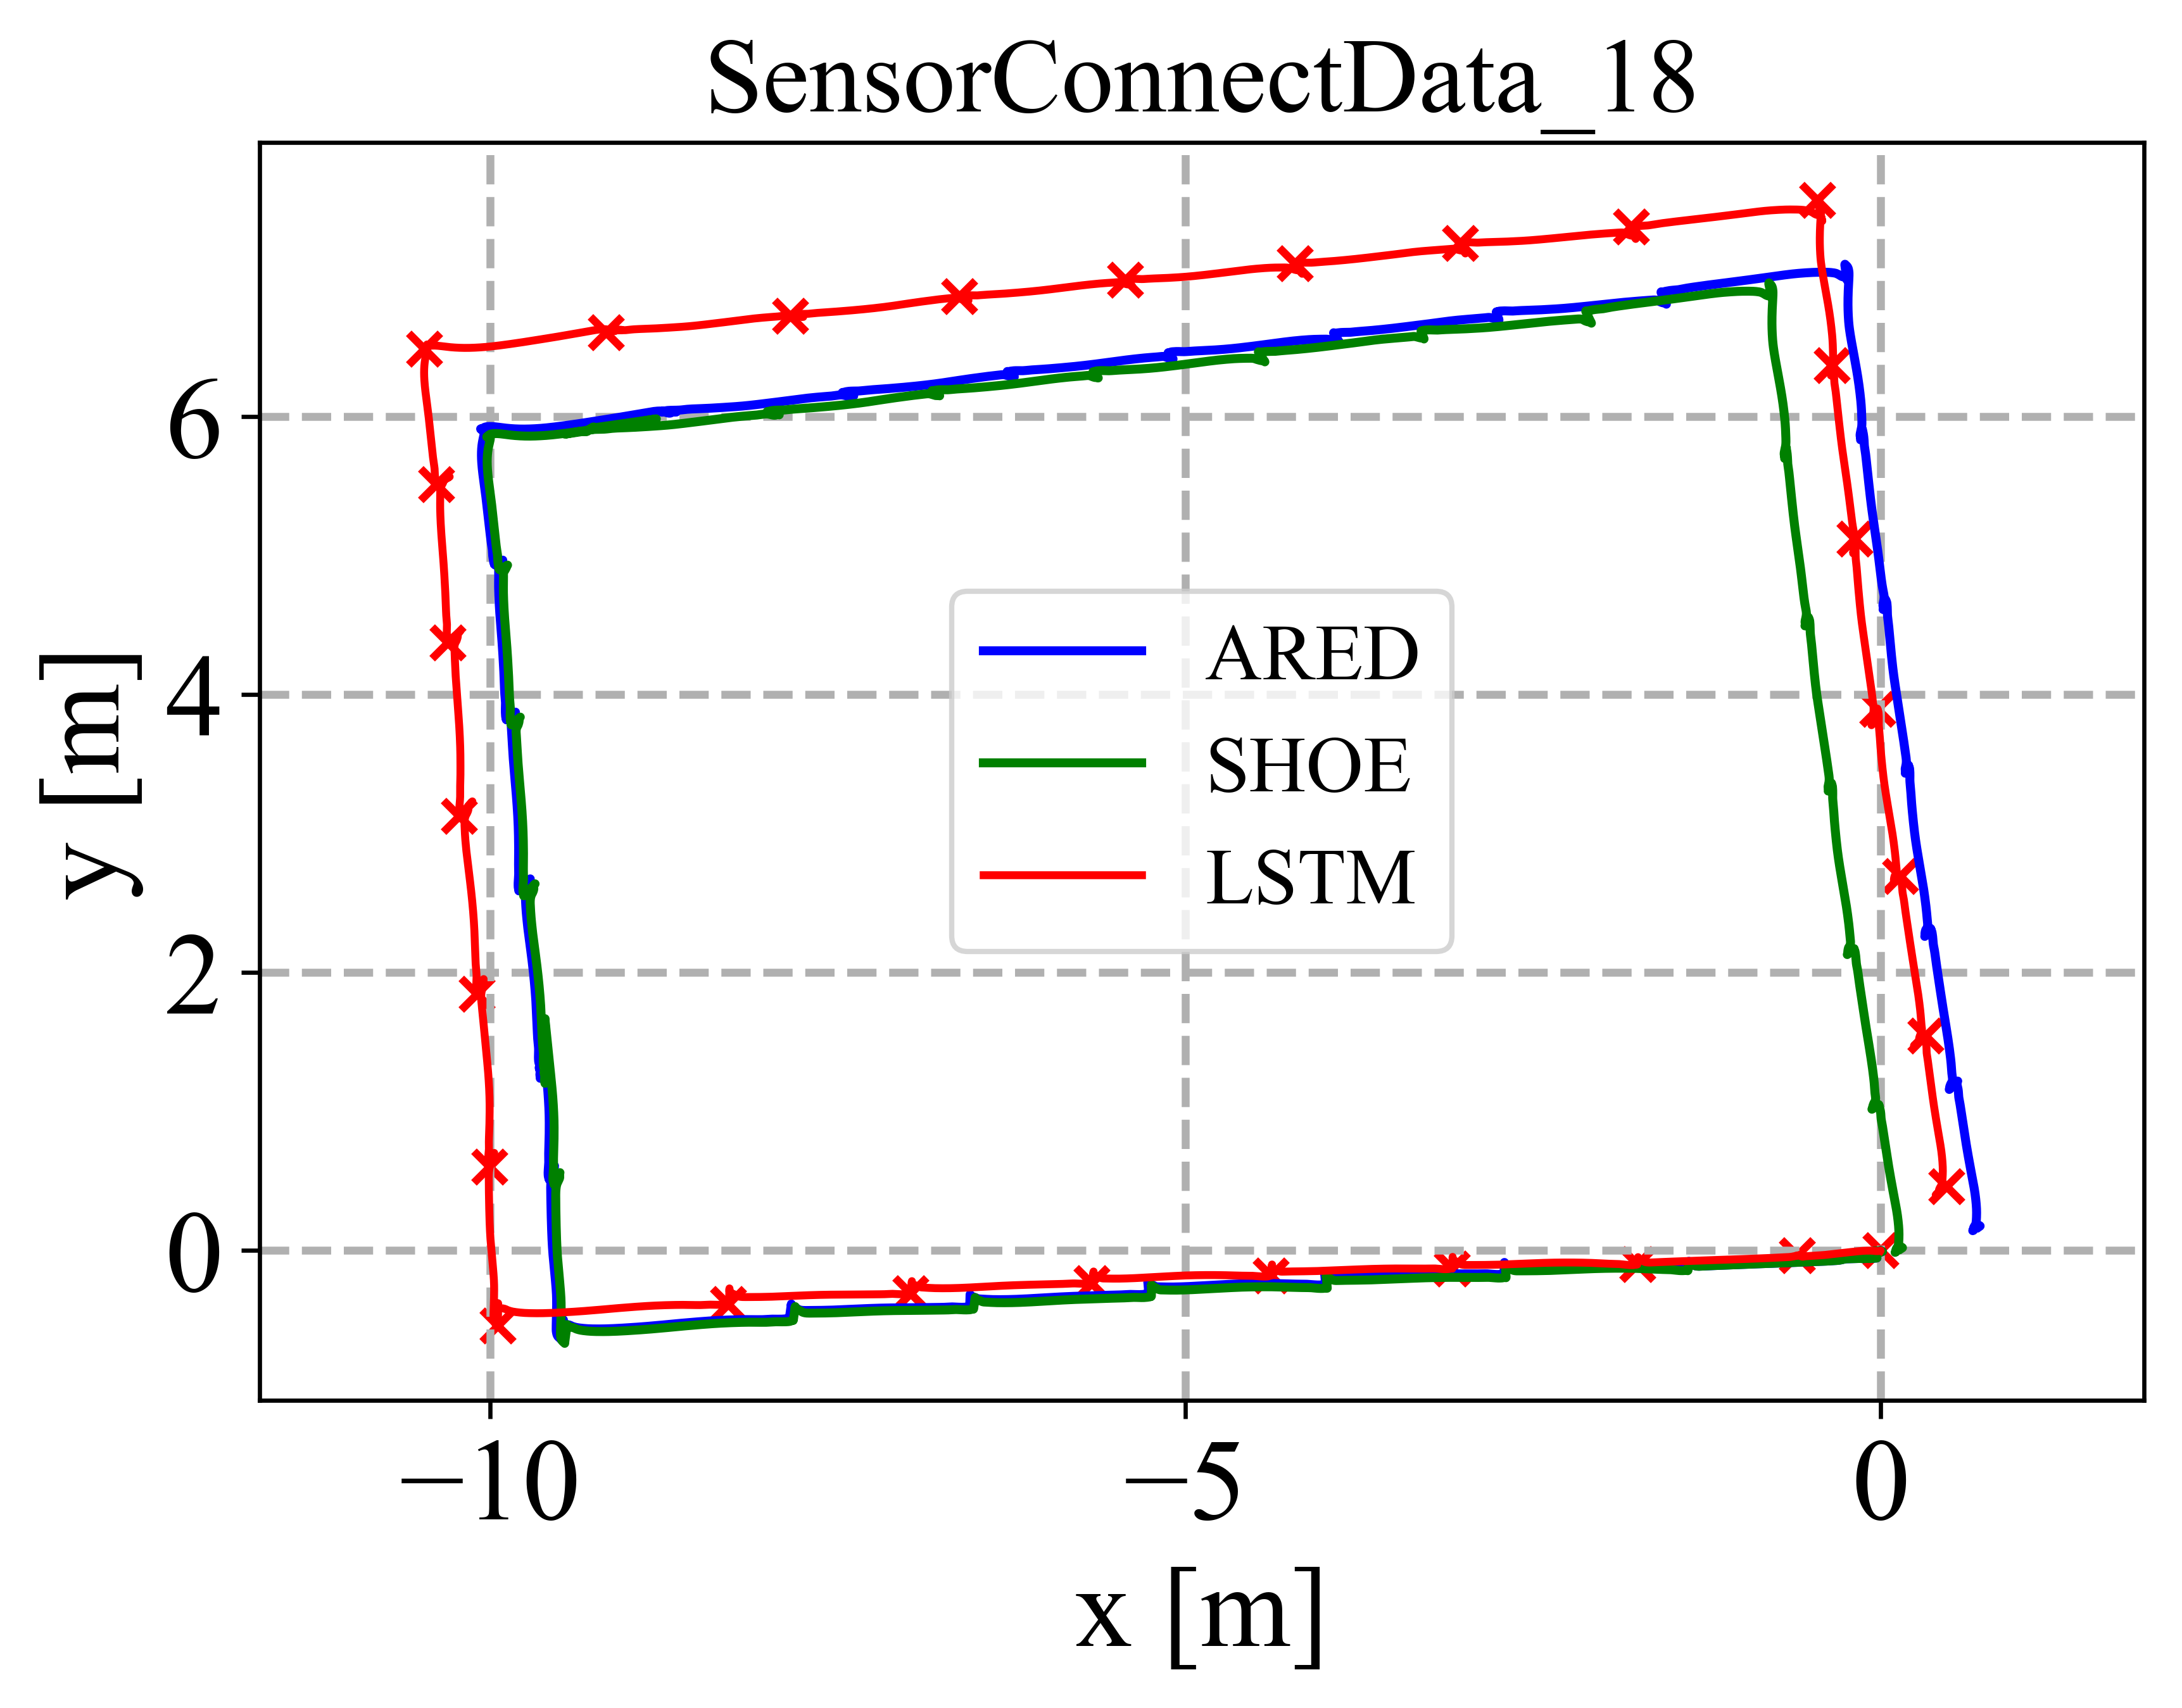 SensorConnectData_18
y [m]
6
4
2
0
ARED
SHOE
LSTM
−10
−5
0
x [m]